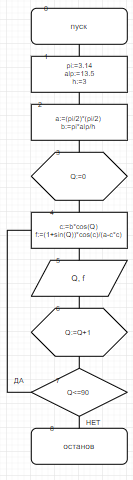 0
пуск
1
pi:=3.14
alp:=13.5
h:=3
2
a:=(pi/2)*(pi/2)
b:=pi*alp/h
3
Q:=0
4
c:=b*cos(Q)
f:=(1+sin(Q))*cos(c)/(a-c*c)
5
Q, f
6
Q:=Q+1
ДА
7
Q<=90
НЕТ
8
останов